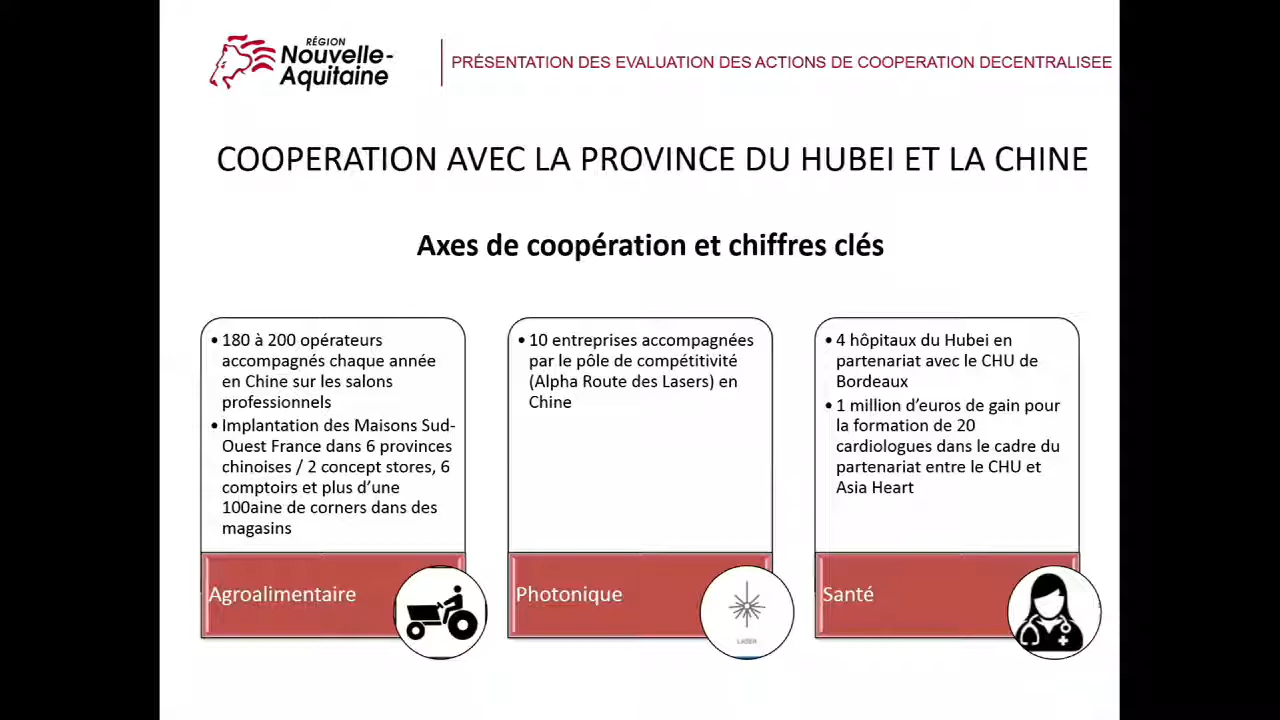 RÉGION
Nouvelle-
Aquitaine
PRÉSENTATION DES EVALUATION DES ACTIONS DE COOPERATION DECENTRALISEE
COOPERATION AVEC LA PROVINCE DU HUBEI ET LA CHINE
Axes de coopération et chiffres clés
• 180 à 200 opérateurs
accompagnés chaque année
en Chine sur les salons
professionnels
• Implantation des Maisons Sud-
Ouest France dans 6 provinces
chinoises / 2 concept stores, 6
comptoirs et plus d'une
100aine de corners dans des
magasins
Agroalimentaire
• 10 entreprises accompagnées
par le pôle de compétitivité
(Alpha Route des Lasers) en
Chine
Photonique
LASER
• 4 hôpitaux du Hubei en
partenariat avec le CHU de
Bordeaux
• 1 million d'euros de gain pour
la formation de 20
cardiologues dans le cadre du
partenariat entre le CHU et
Asia Heart
Santé